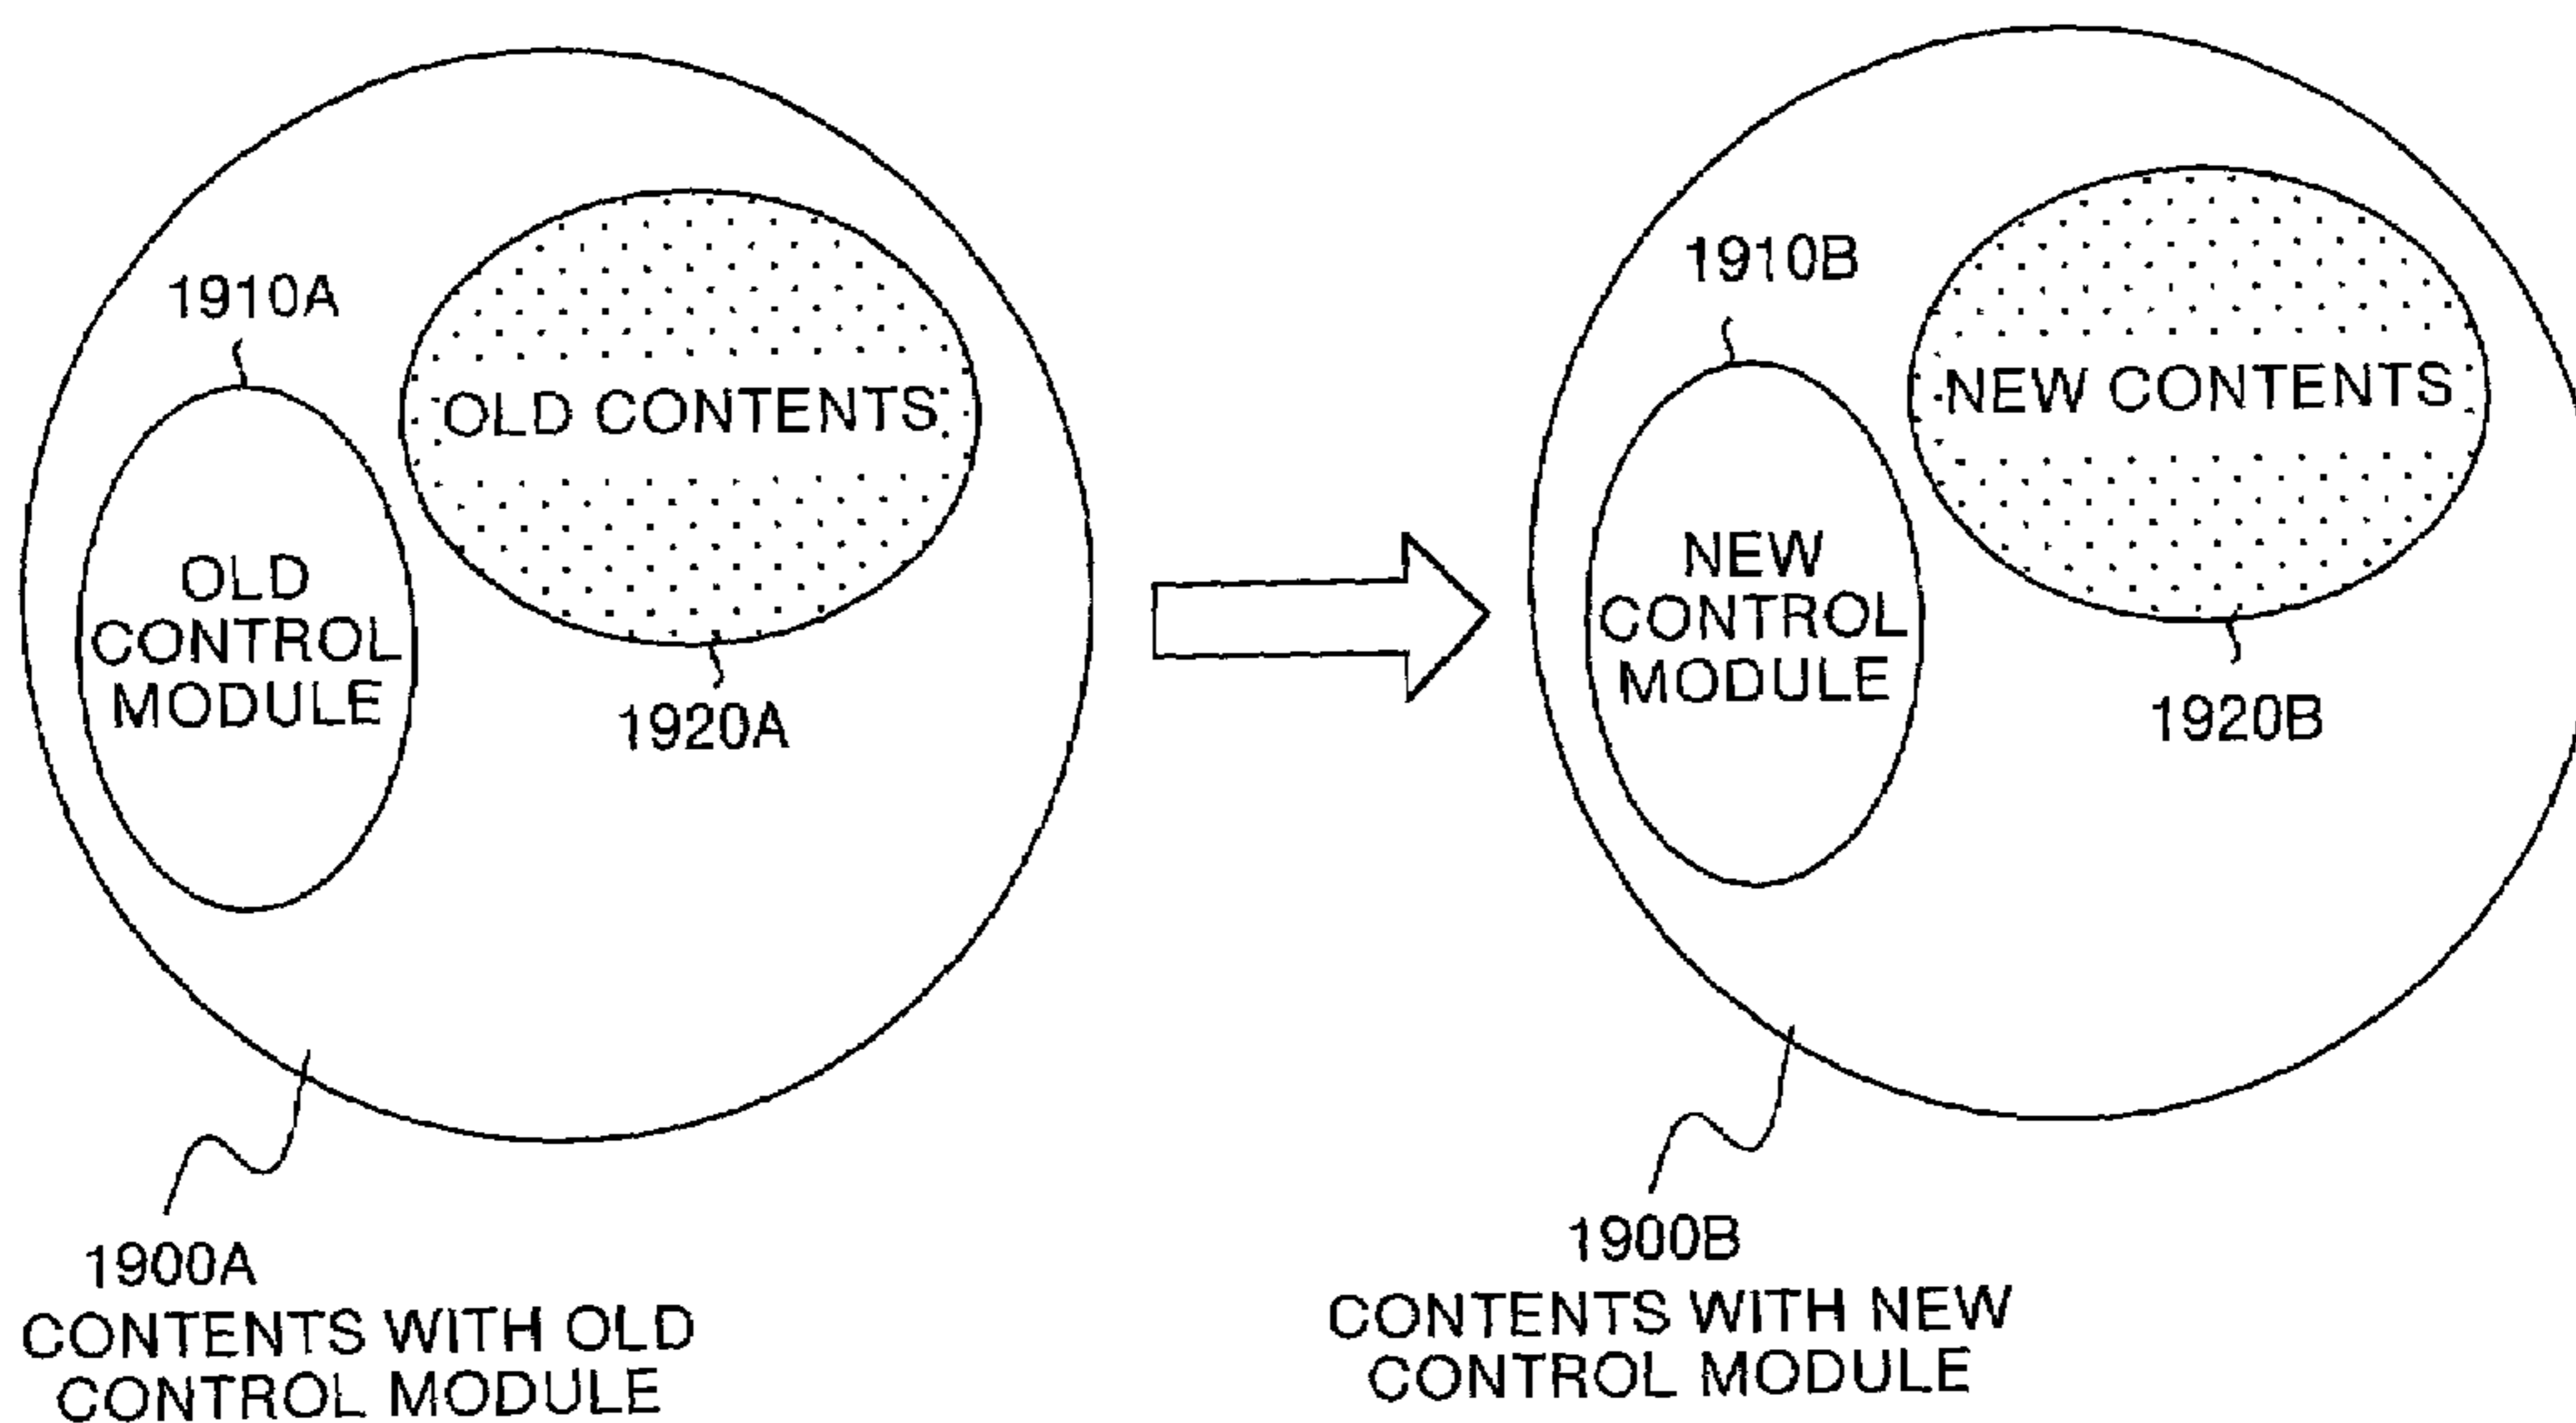 1910A
OLD CONTENTS
OLD
CONTROL
MODULE
1920A
1900A
CONTENTS WITH OLD
CONTROL MODULE
1910B
NEW CONTENTS
NEW
CONTROL
MODULE
1920B
1900B
CONTENTS WITH NEW
CONTROL MODULE